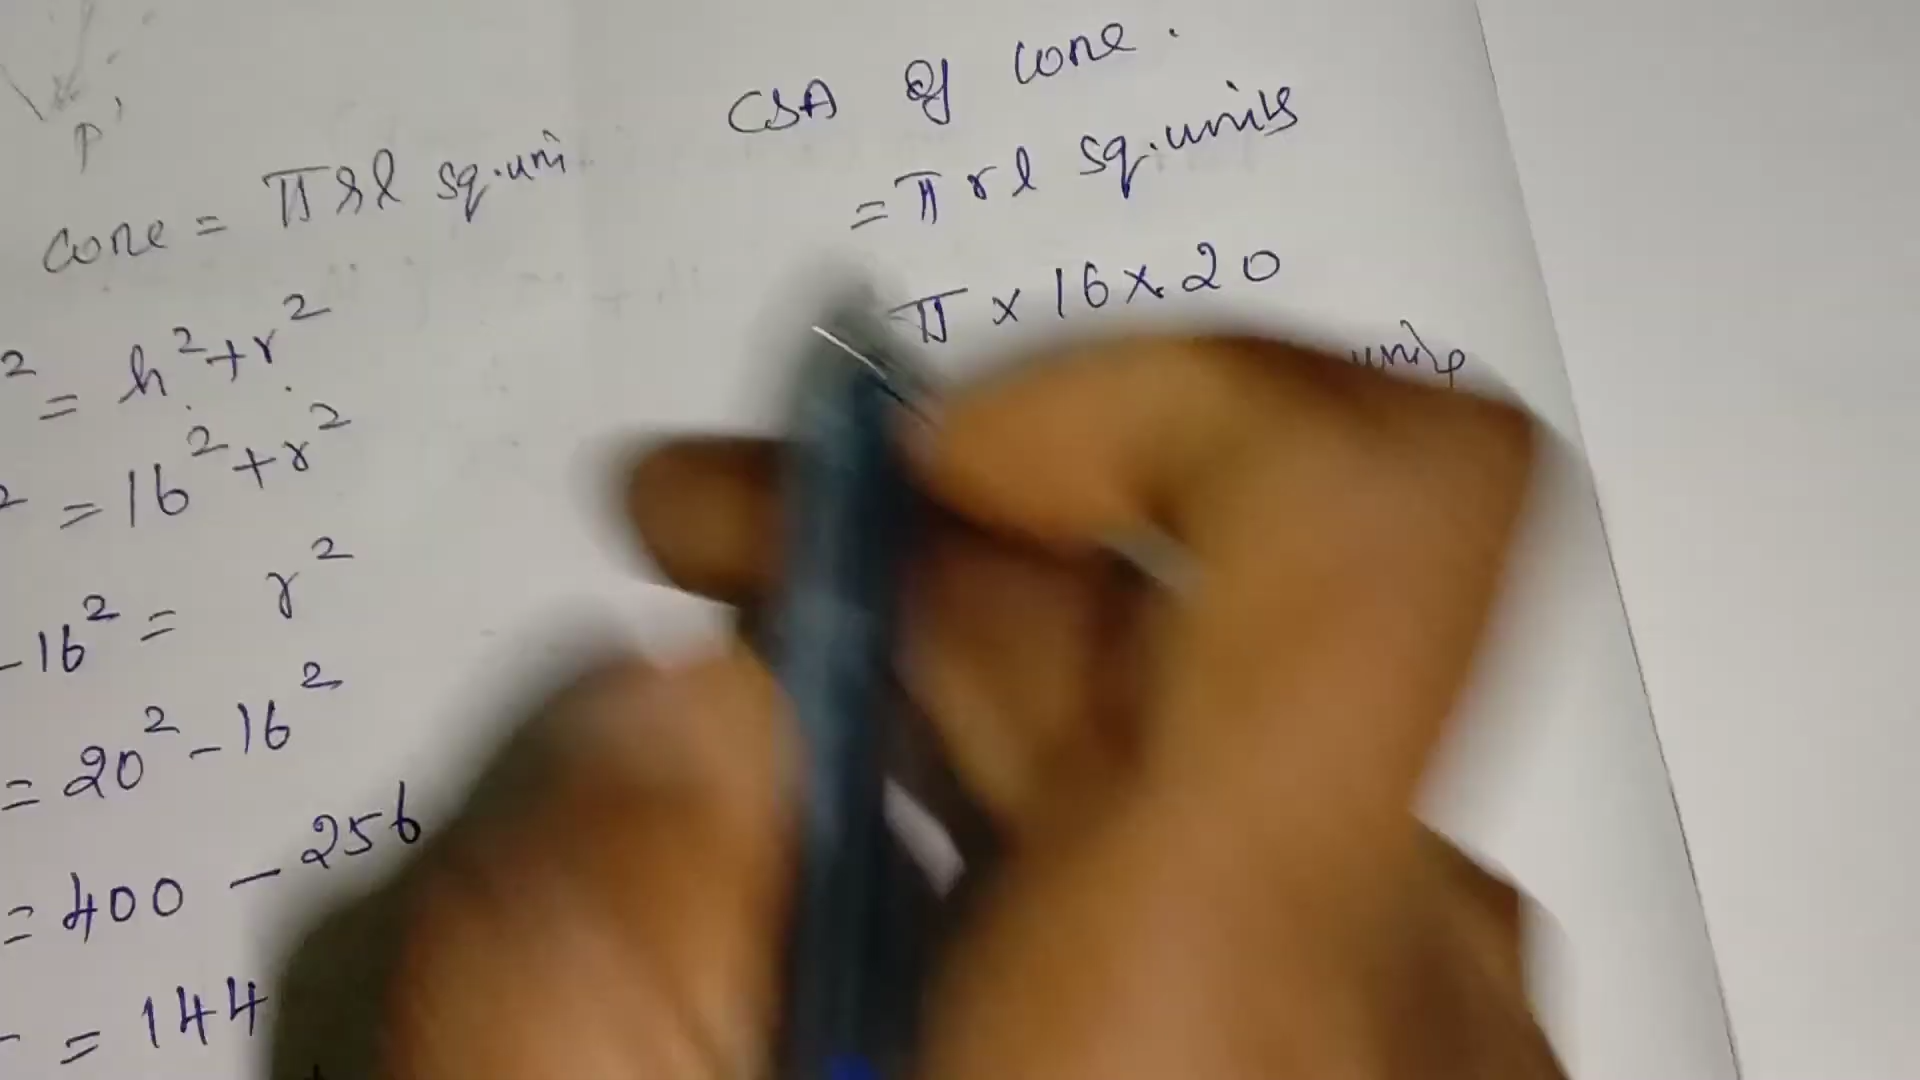 P'
cone = πrl sq.uni
2 = h²+r²
2 = 16²+r²
-16² = r²
= 20² - 16²
= 400 - 256
= 144
CSA of cone.
= πrl sq.units
π × 16 × 20
units